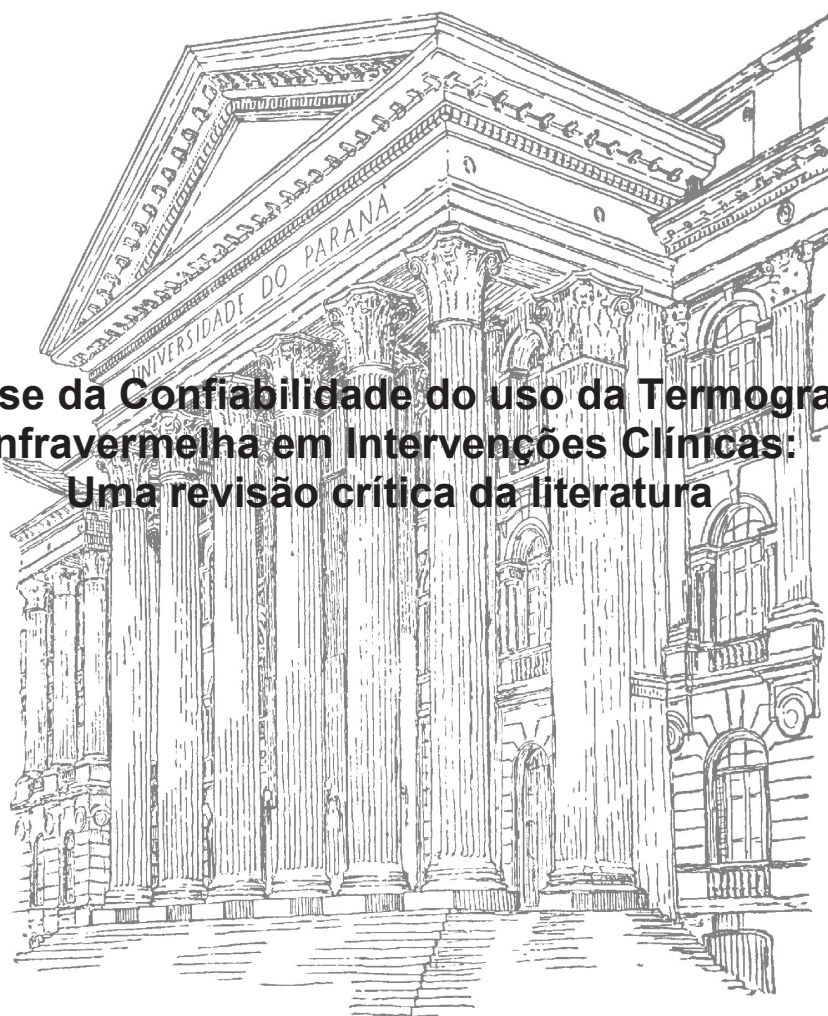 UNIVERSIDADE DO PARANÁ
se da Confiabilidade do uso da Termogra
nfravermelha em Intervenções Clínicas:
Uma revisão crítica da literatura